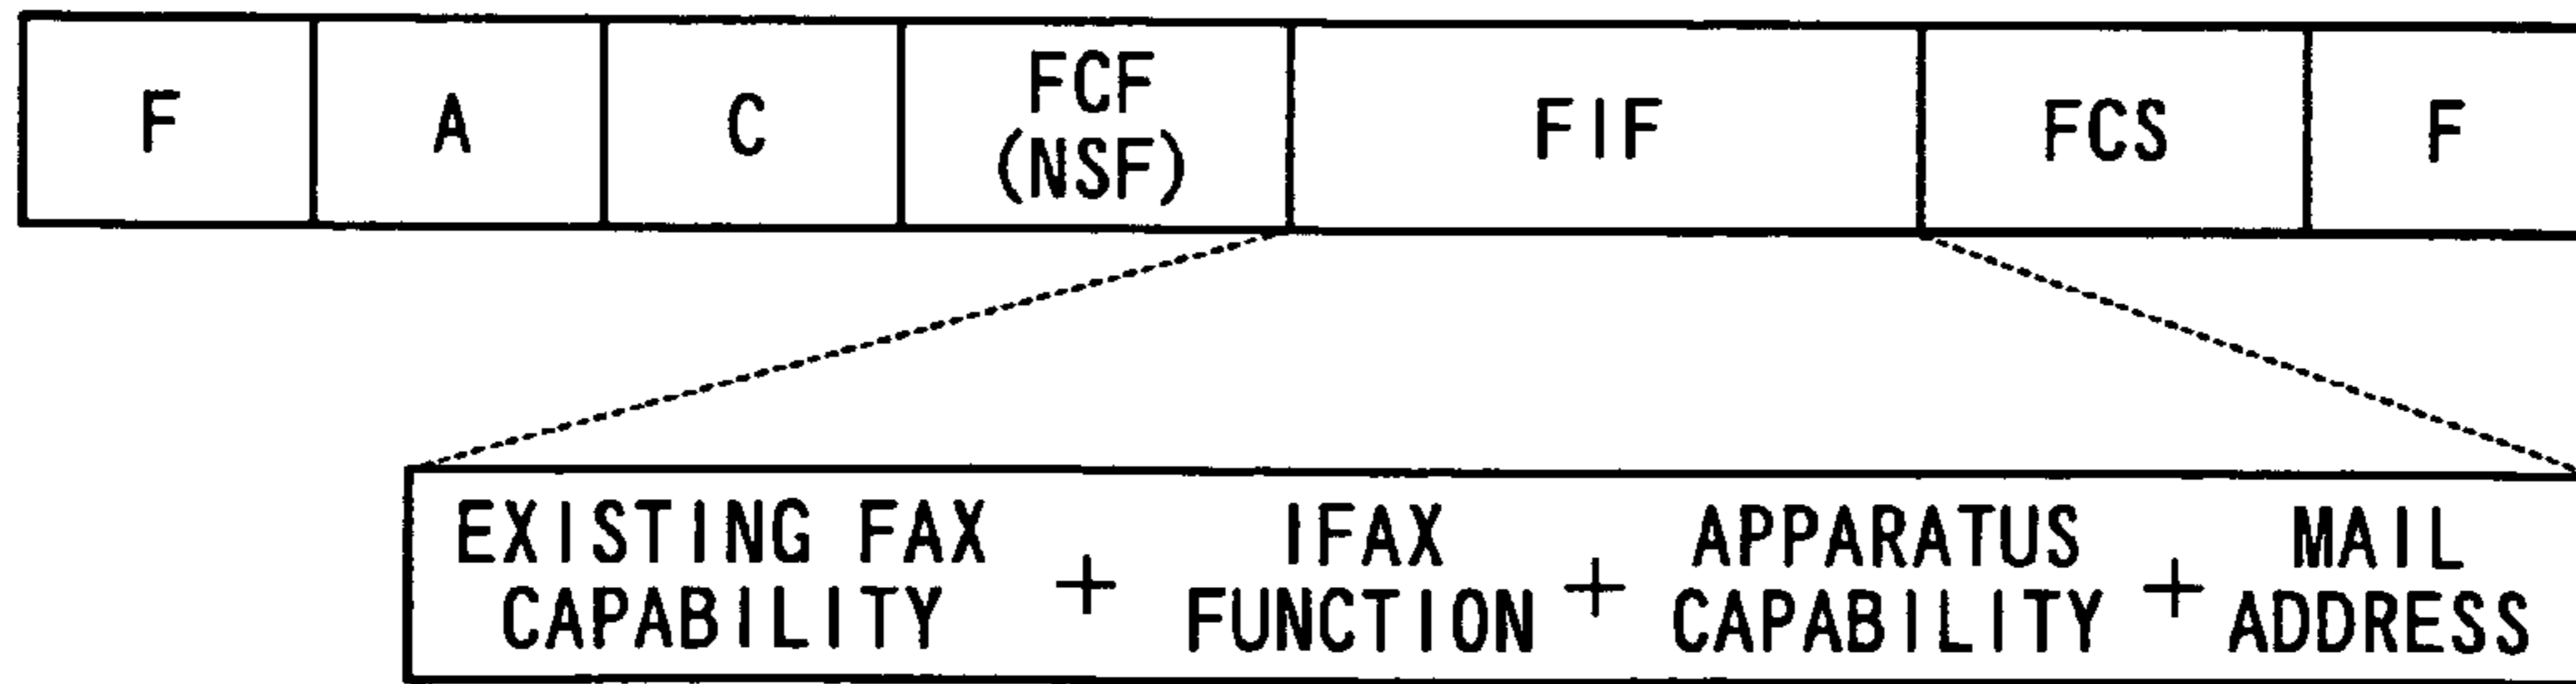 F A C FCF (NSF) FIF FCS F
EXISTING FAX CAPABILITY + IFAX FUNCTION + APPARATUS CAPABILITY + MAIL ADDRESS